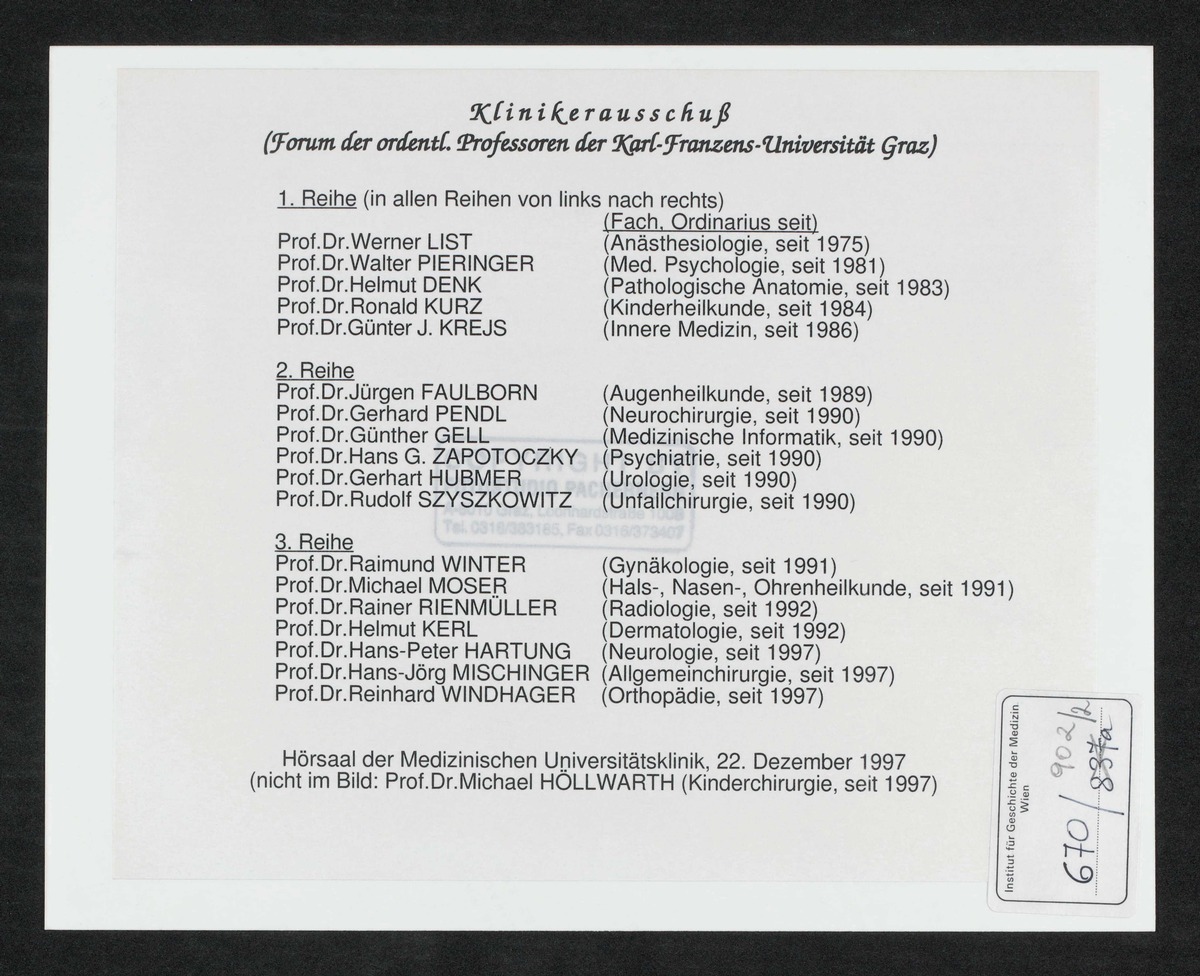 Klinikerausschuß
(Forum der ordentl. Professoren der Karl-Franzens-Universität Graz)
1. Reihe (in allen Reihen von links nach rechts)
(Fach, Ordinarius seit)
Prof.Dr.Werner LIST (Anästhesiologie, seit 1975)
Prof.Dr.Walter PIERINGER (Med. Psychologie, seit 1981)
Prof.Dr.Helmut DENK (Pathologische Anatomie, seit 1983)
Prof.Dr.Ronald KURZ (Kinderheilkunde, seit 1984)
Prof.Dr.Günter J. KREJS (Innere Medizin, seit 1986)
2. Reihe
Prof.Dr.Jürgen FAULBORN (Augenheilkunde, seit 1989)
Prof.Dr.Gerhard PENDL (Neurochirurgie, seit 1990)
Prof.Dr.Günther GELL (Medizinische Informatik, seit 1990)
Prof.Dr.Hans G. ZAPOTOCZKY (Psychiatrie, seit 1990)
Prof.Dr.Gerhart HUBMER (Urologie, seit 1990)
Prof.Dr.Rudolf SZYSZKOWITZ (Unfallchirurgie, seit 1990)
COPYRIGHT BY
Graz,
Tel. 0316/383185, Fax 0316/373407
3. Reihe
Prof.Dr.Raimund WINTER (Gynäkologie, seit 1991)
Prof.Dr.Michael MOSER (Hals-, Nasen-, Ohrenheilkunde, seit 1991)
Prof.Dr.Rainer RIENMÜLLER (Radiologie, seit 1992)
Prof.Dr.Helmut KERL (Dermatologie, seit 1992)
Prof.Dr.Hans-Peter HARTUNG (Neurologie, seit 1997)
Prof.Dr.Hans-Jörg MISCHINGER (Allgemeinchirurgie, seit 1997)
Prof.Dr.Reinhard WINDHAGER (Orthopädie, seit 1997)
Hörsaal der Medizinischen Universitätsklinik, 22. Dezember 1997
(nicht im Bild: Prof.Dr.Michael HÖLLWARTH (Kinderchirurgie, seit 1997)
Institut für Geschichte der Medizin
Wien
902/2
670/